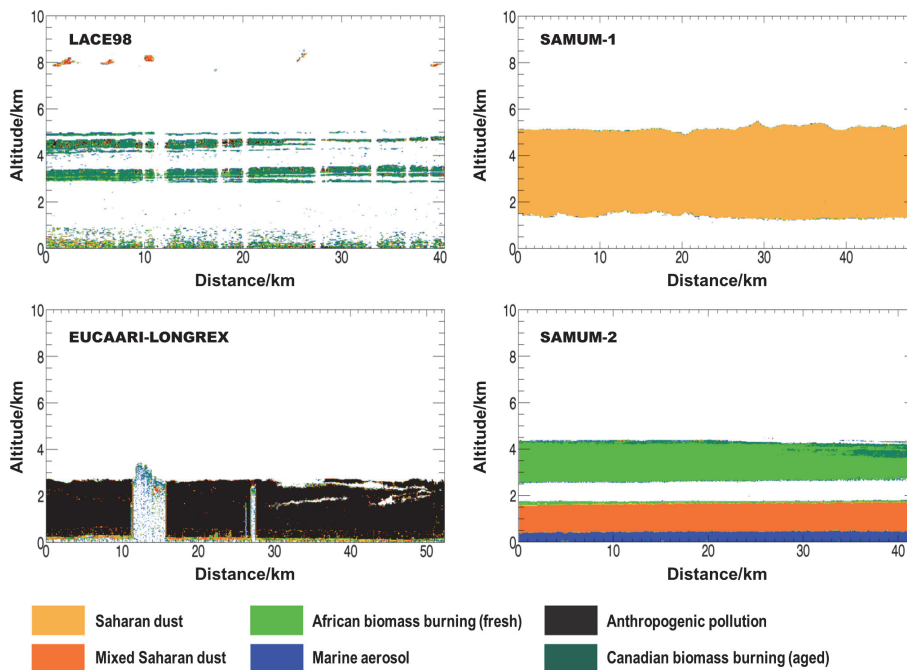 LACE98
10
8
6
4
2
0
Altitude/km
0 10 20 30 40
Distance/km
SAMUM-1
10
8
6
4
2
0
Altitude/km
0 10 20 30 40
Distance/km
EUCAARI-LONGREX
10
8
6
4
2
0
Altitude/km
0 10 20 30 40 50
Distance/km
SAMUM-2
10
8
6
4
2
0
Altitude/km
0 10 20 30 40
Distance/km
Saharan dust
African biomass burning (fresh)
Anthropogenic pollution
Mixed Saharan dust
Marine aerosol
Canadian biomass burning (aged)